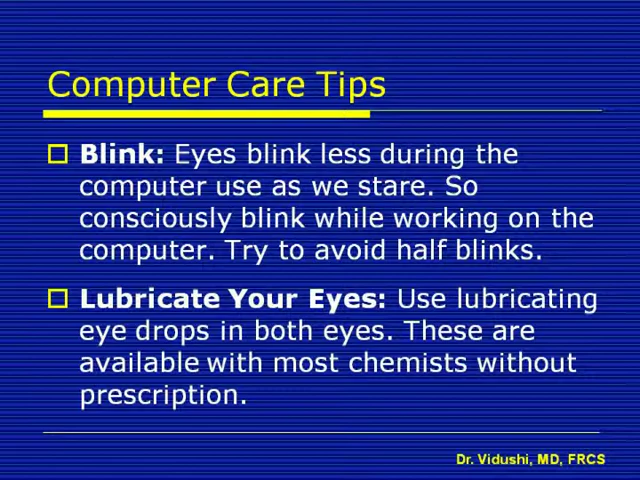 Computer Care Tips
Blink: Eyes blink less during the
computer use as we stare. So
consciously blink while working on the
computer. Try to avoid half blinks.
Lubricate Your Eyes: Use lubricating
eye drops in both eyes. These are
available with most chemists without
prescription.
Dr. Vidushi, MD, FRCS